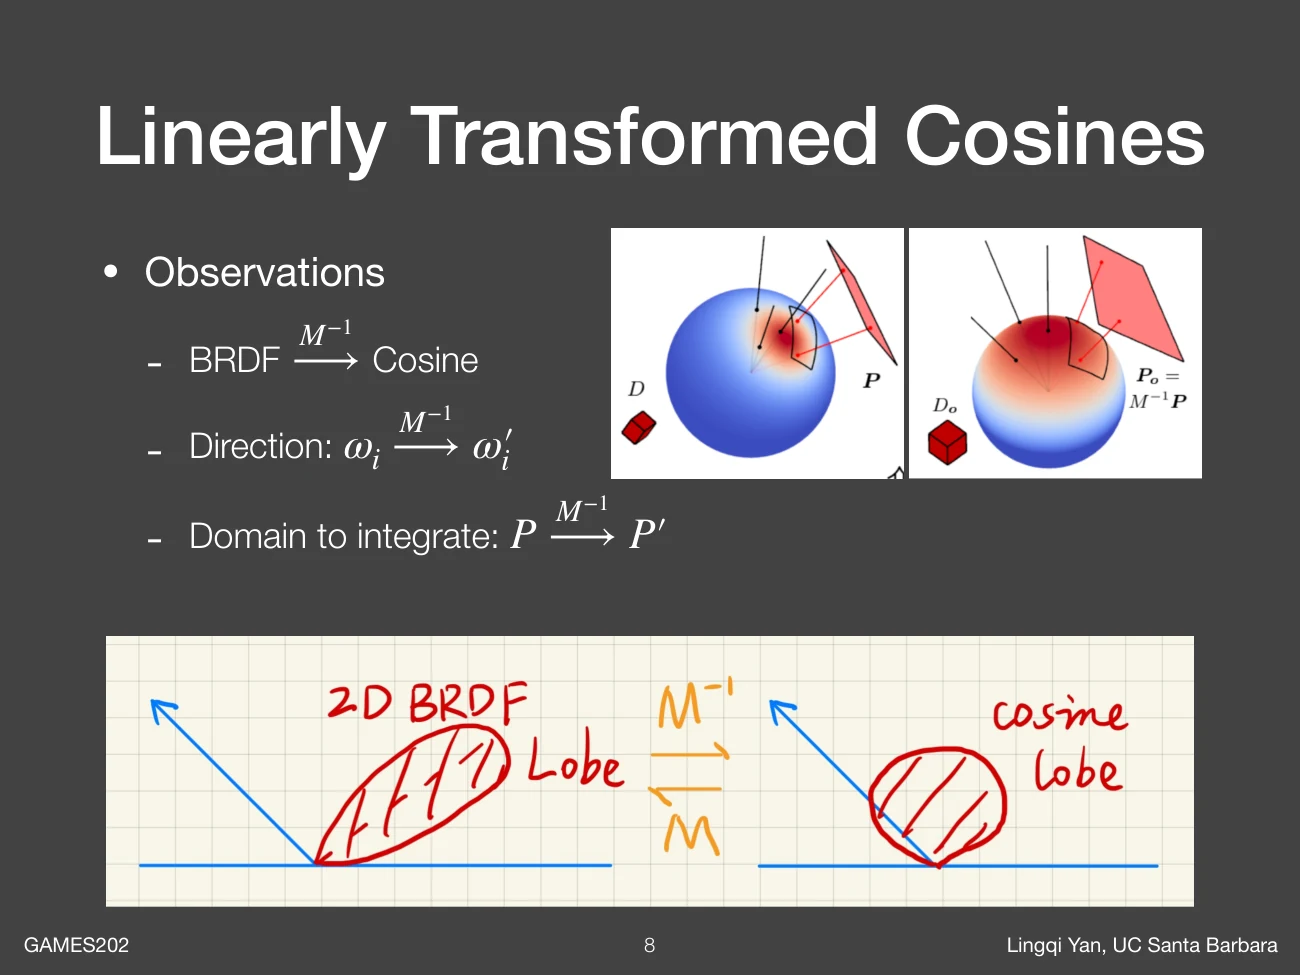 Linearly Transformed Cosines
• Observations
- BRDF M⁻¹ ⟶ Cosine
- Direction: ωᵢ M⁻¹ ⟶ ωᵢ′
- Domain to integrate: P M⁻¹ ⟶ P′
D
P
Dₒ
Pₒ =
M⁻¹P
2D BRDF
Lobe
M⁻¹
M
cosine
lobe
GAMES202
8
Lingqi Yan, UC Santa Barbara